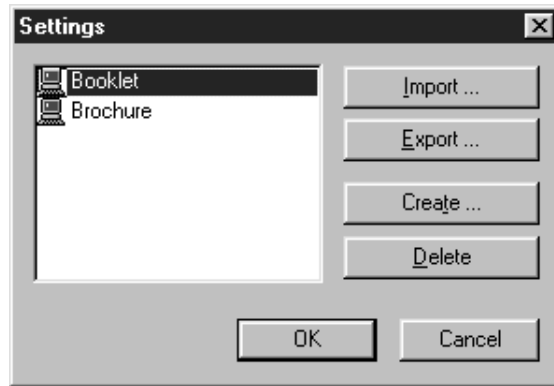 Settings
Booklet
Brochure
Import ...
Export ...
Create ...
Delete
OK
Cancel